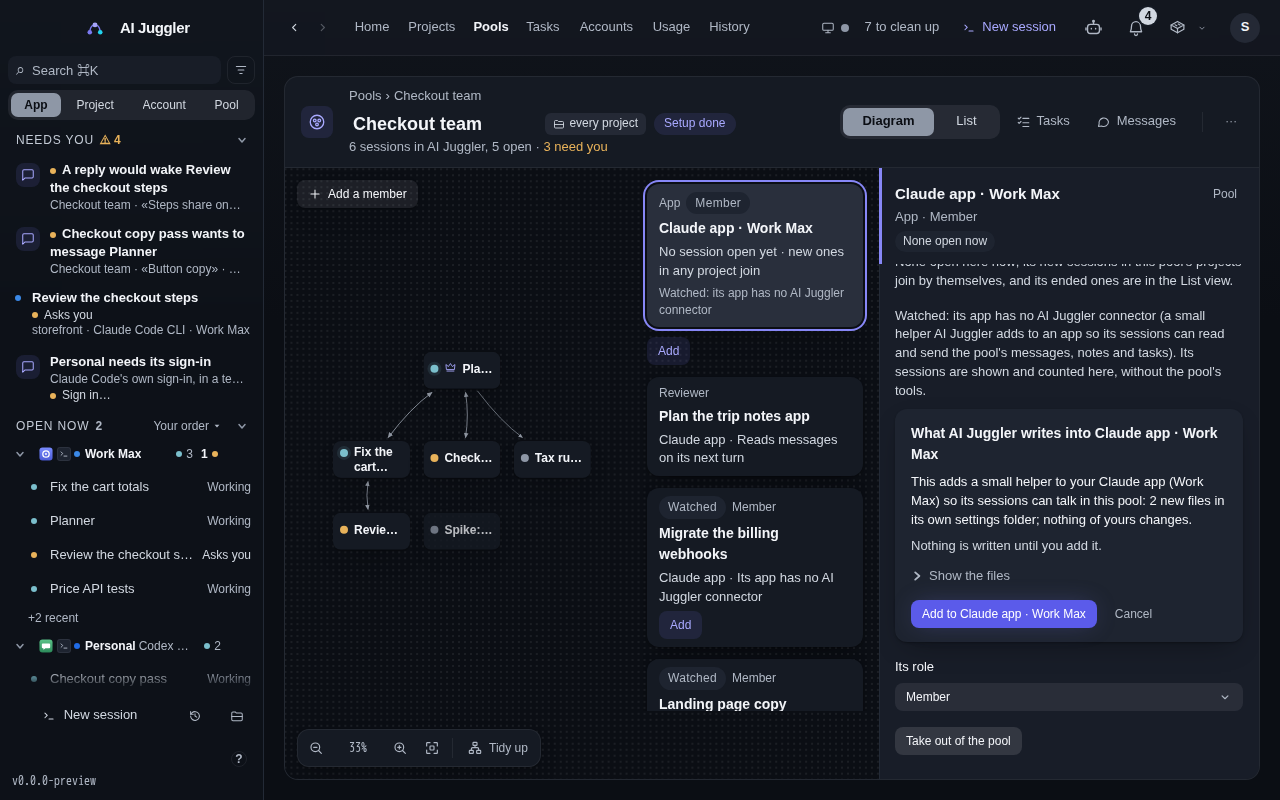 AI Juggler
Search ⌘K
App
Project
Account
Pool
NEEDS YOU 4
A reply would wake Review the checkout steps
Checkout team · «Steps share on…
Checkout copy pass wants to message Planner
Checkout team · «Button copy» · …
Review the checkout steps
Asks you
storefront · Claude Code CLI · Work Max
Personal needs its sign-in
Claude Code's own sign-in, in a te…
Sign in…
OPEN NOW 2
Your order
Work Max
3
1
Fix the cart totals
Working
Planner
Working
Review the checkout s…
Asks you
Price API tests
Working
+2 recent
Personal Codex …
2
Checkout copy pass
Working
New session
?
v0.0.0-preview
Home
Projects
Pools
Tasks
Accounts
Usage
History
7 to clean up
New session
4
S
Pools › Checkout team
Checkout team
every project
Setup done
6 sessions in AI Juggler, 5 open · 3 need you
Diagram
List
Tasks
Messages
Add a member
Pla…
Fix the cart…
Check…
Tax ru…
Revie…
Spike:…
App
Member
Claude app · Work Max
No session open yet · new ones in any project join
Watched: its app has no AI Juggler connector
Add
Reviewer
Plan the trip notes app
Claude app · Reads messages on its next turn
Watched
Member
Migrate the billing webhooks
Claude app · Its app has no AI Juggler connector
Add
Watched
Member
Landing page copy
33%
Tidy up
Claude app · Work Max
Pool
App · Member
None open now
None open here now; its new sessions in this pool's projects
join by themselves, and its ended ones are in the List view.
Watched: its app has no AI Juggler connector (a small
helper AI Juggler adds to an app so its sessions can read
and send the pool's messages, notes and tasks). Its
sessions are shown and counted here, without the pool's
tools.
What AI Juggler writes into Claude app · Work Max
This adds a small helper to your Claude app (Work
Max) so its sessions can talk in this pool: 2 new files in
its own settings folder; nothing of yours changes.
Nothing is written until you add it.
Show the files
Add to Claude app · Work Max
Cancel
Its role
Member
Take out of the pool